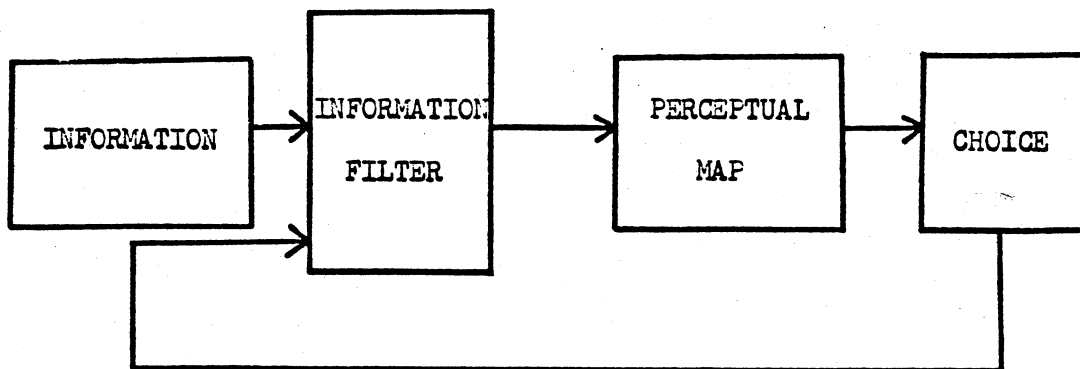 INFORMATION
INFORMATION
FILTER
PERCEPTUAL
MAP
CHOICE